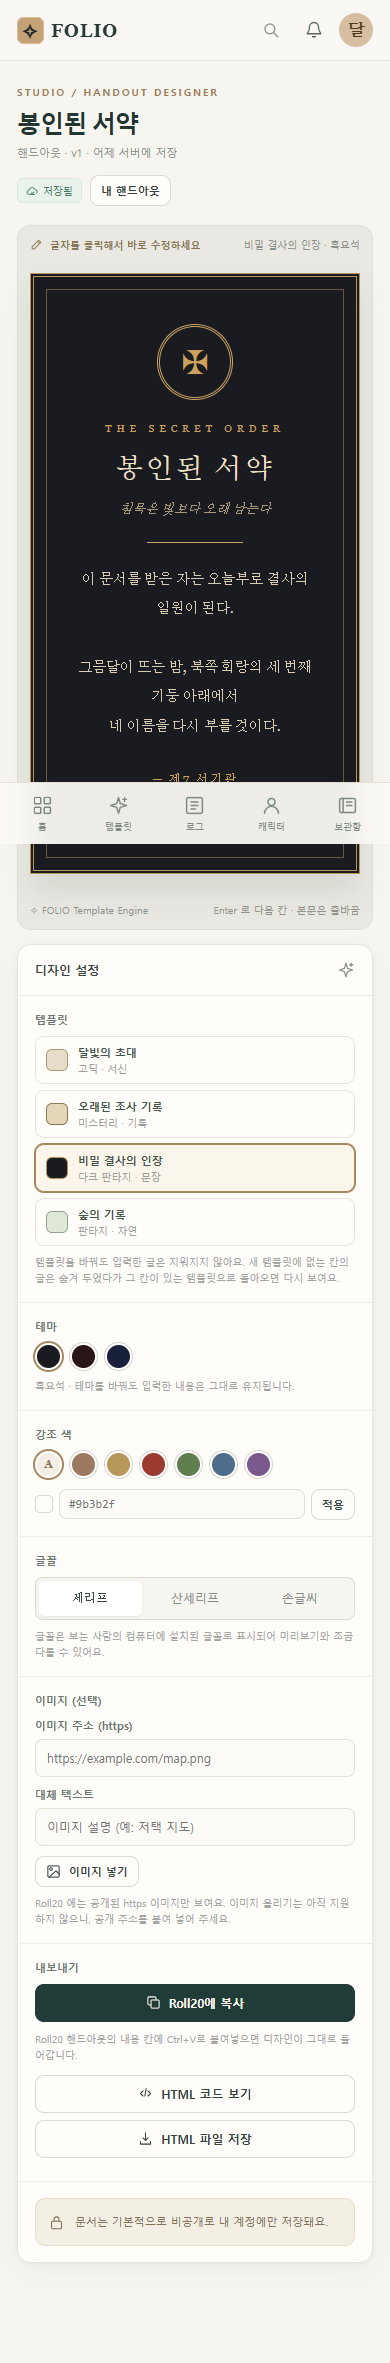 FOLIO
달
STUDIO / HANDOUT DESIGNER
봉인된 서약
핸드아웃 · v1 · 어제 서버에 저장
저장됨
내 핸드아웃
글자를 클릭해서 바로 수정하세요
비밀 결사의 인장 · 흑요석
THE SECRET ORDER
봉인된 서약
침묵은 빛보다 오래 남는다
이 문서를 받은 자는 오늘부로 결사의
일원이 된다.
그믐달이 뜨는 밤, 북쪽 회랑의 세 번째
기둥 아래에서
네 이름을 다시 부를 것이다.
— 제7 서기관
홈
템플릿
로그
캐릭터
보관함
FOLIO Template Engine
Enter 로 다음 칸 · 본문은 줄바꿈
디자인 설정
템플릿
달빛의 초대
고딕 · 서신
오래된 조사 기록
미스터리 · 기록
비밀 결사의 인장
다크 판타지 · 문장
숲의 기록
판타지 · 자연
템플릿을 바꿔도 입력한 글은 지워지지 않아요. 새 템플릿에 없는 칸의
글은 숨겨 두었다가 그 칸이 있는 템플릿으로 돌아오면 다시 보여요.
테마
흑요석 · 테마를 바꿔도 입력한 내용은 그대로 유지됩니다.
강조 색
A
#9b3b2f
적용
글꼴
세리프
산세리프
손글씨
글꼴은 보는 사람의 컴퓨터에 설치된 글꼴로 표시되어 미리보기와 조금
다를 수 있어요.
이미지 (선택)
이미지 주소 (https)
https://example.com/map.png
대체 텍스트
이미지 설명 (예: 저택 지도)
이미지 넣기
Roll20 에는 공개된 https 이미지만 보여요. 이미지 올리기는 아직 지원
하지 않으니, 공개 주소를 붙여 넣어 주세요.
내보내기
Roll20에 복사
Roll20 핸드아웃의 내용 칸에 Ctrl+V로 붙여넣으면 디자인이 그대로 들
어갑니다.
HTML 코드 보기
HTML 파일 저장
문서는 기본적으로 비공개로 내 계정에만 저장돼요.